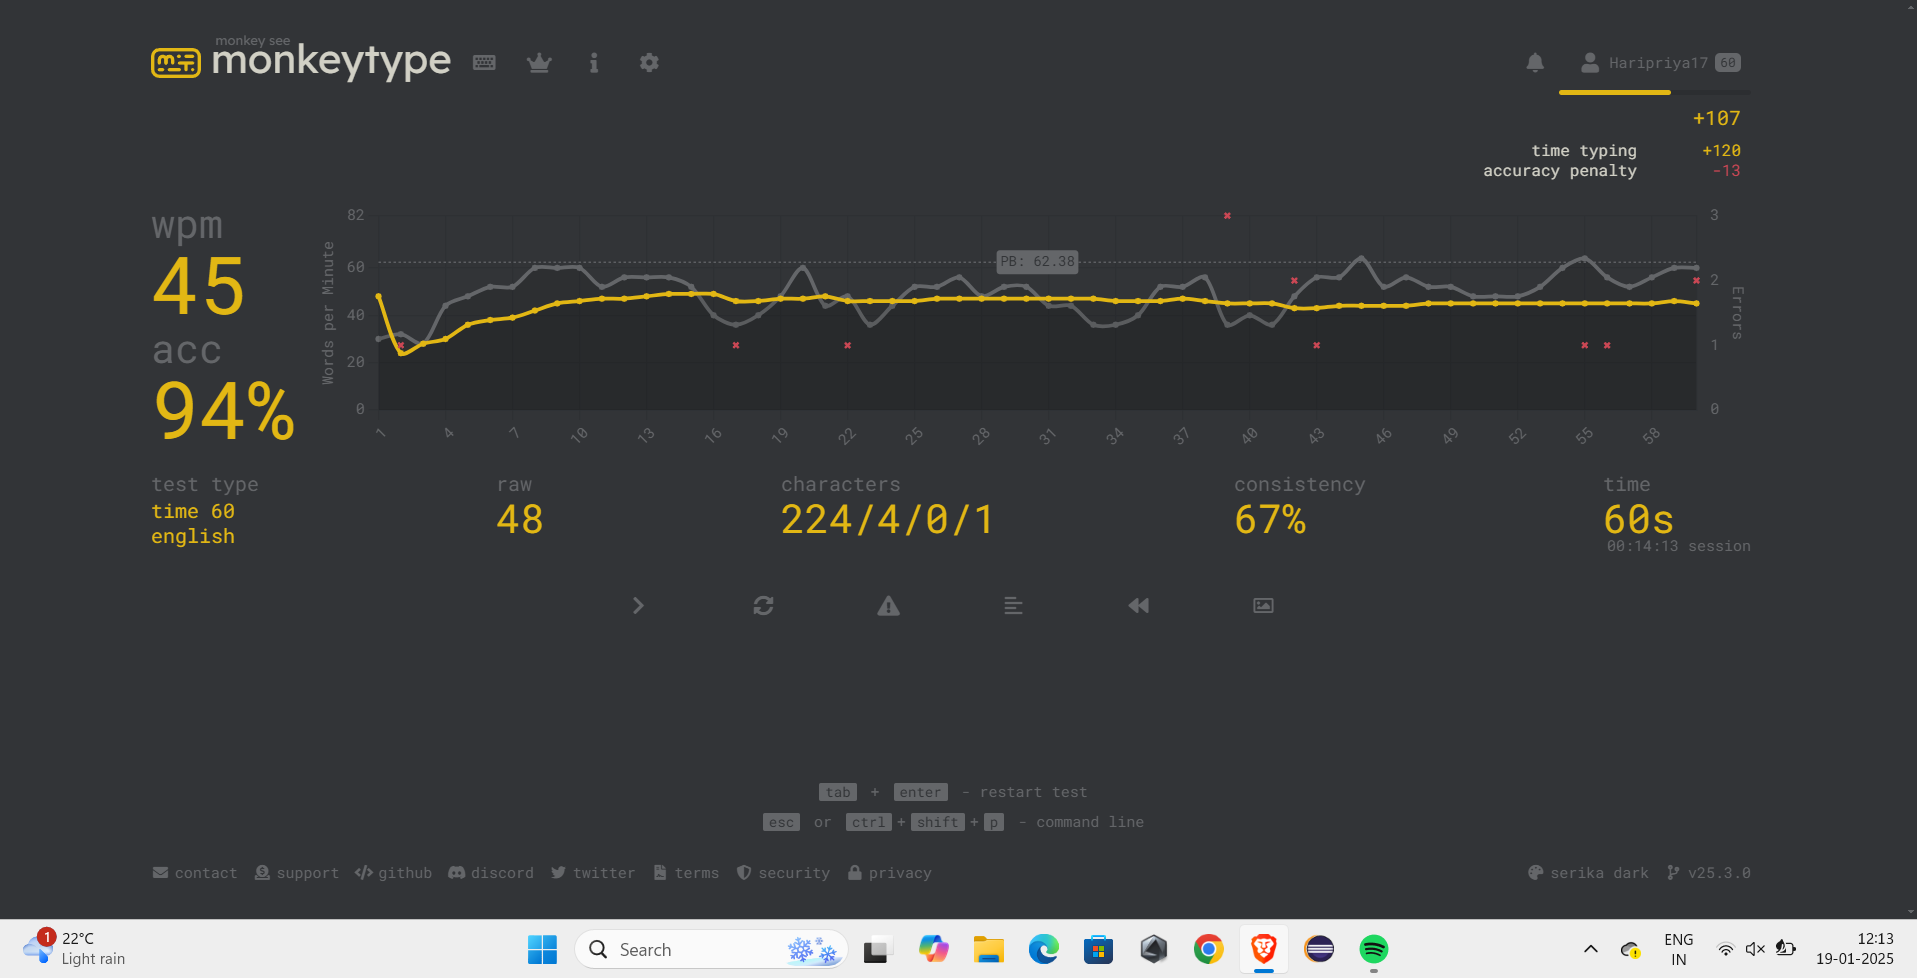 monkey see
monkeytype
Haripriya17 60
+107
time typing +120
accuracy penalty -13
wpm
45
acc
94%
Words per Minute
82
60
40
20
0
PB: 62.38
3
2
1
0
Errors
1 4 7 10 13 16 19 22 25 28 31 34 37 40 43 46 49 52 55 58
test type
time 60
english
raw
48
characters
224/4/0/1
consistency
67%
time
60s
00:14:13 session
tab + enter - restart test
esc or ctrl + shift + p - command line
contact support github discord twitter terms security privacy
serika dark v25.3.0
1
22°C
Light rain
Search
ENG
IN
12:13
19-01-2025